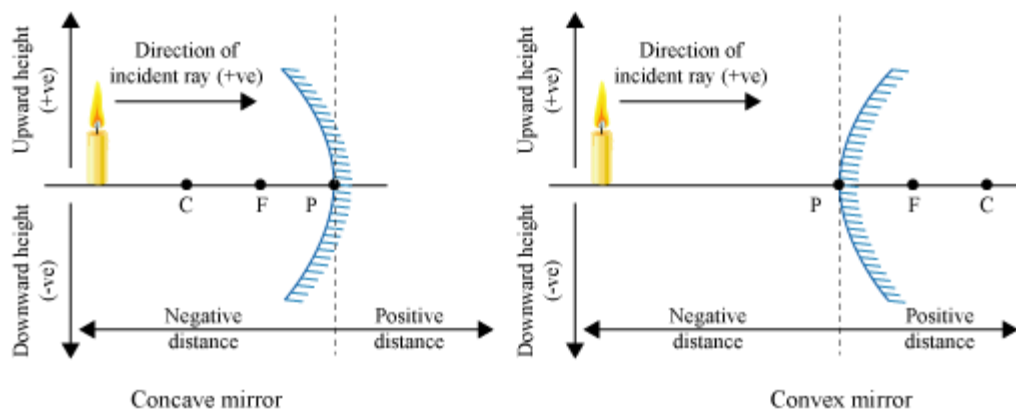 Upward height
(+ve)
Direction of
incident ray (+ve)
C
F
P
Downward height
(-ve)
Negative
distance
Positive
distance
Concave mirror
Upward height
(+ve)
Direction of
incident ray (+ve)
P
F
C
Downward height
(-ve)
Negative
distance
Positive
distance
Convex mirror